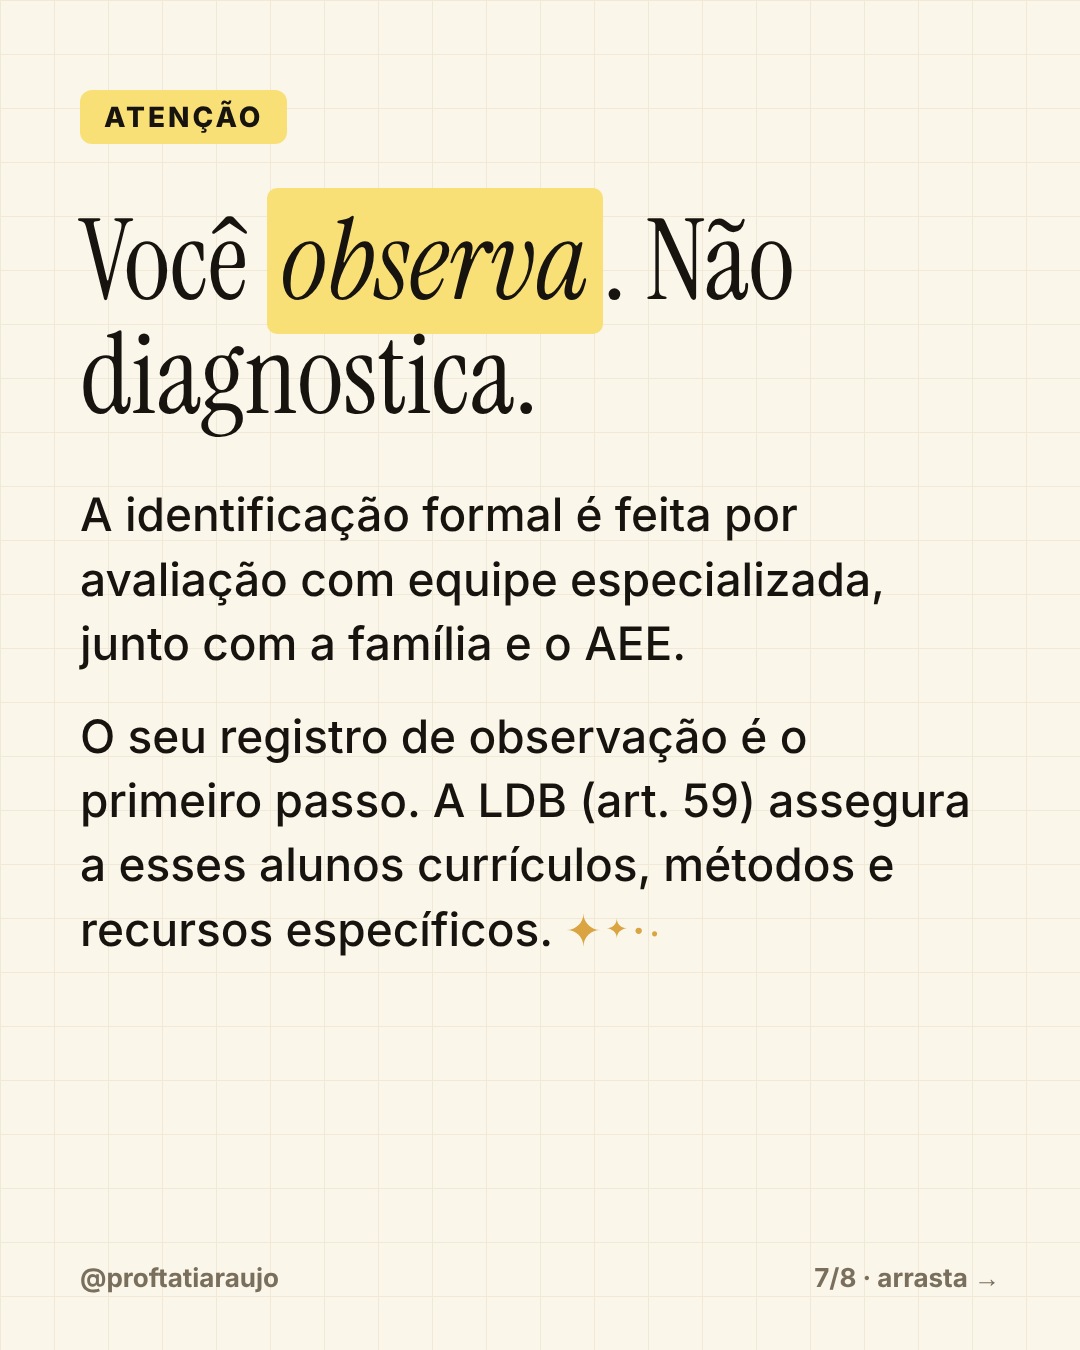 ATENÇÃO
Você observa. Não
diagnostica.
A identificação formal é feita por
avaliação com equipe especializada,
junto com a família e o AEE.
O seu registro de observação é o
primeiro passo. A LDB (art. 59) assegura
a esses alunos currículos, métodos e
recursos específicos.
@proftatiaraujo
7/8 · arrasta →